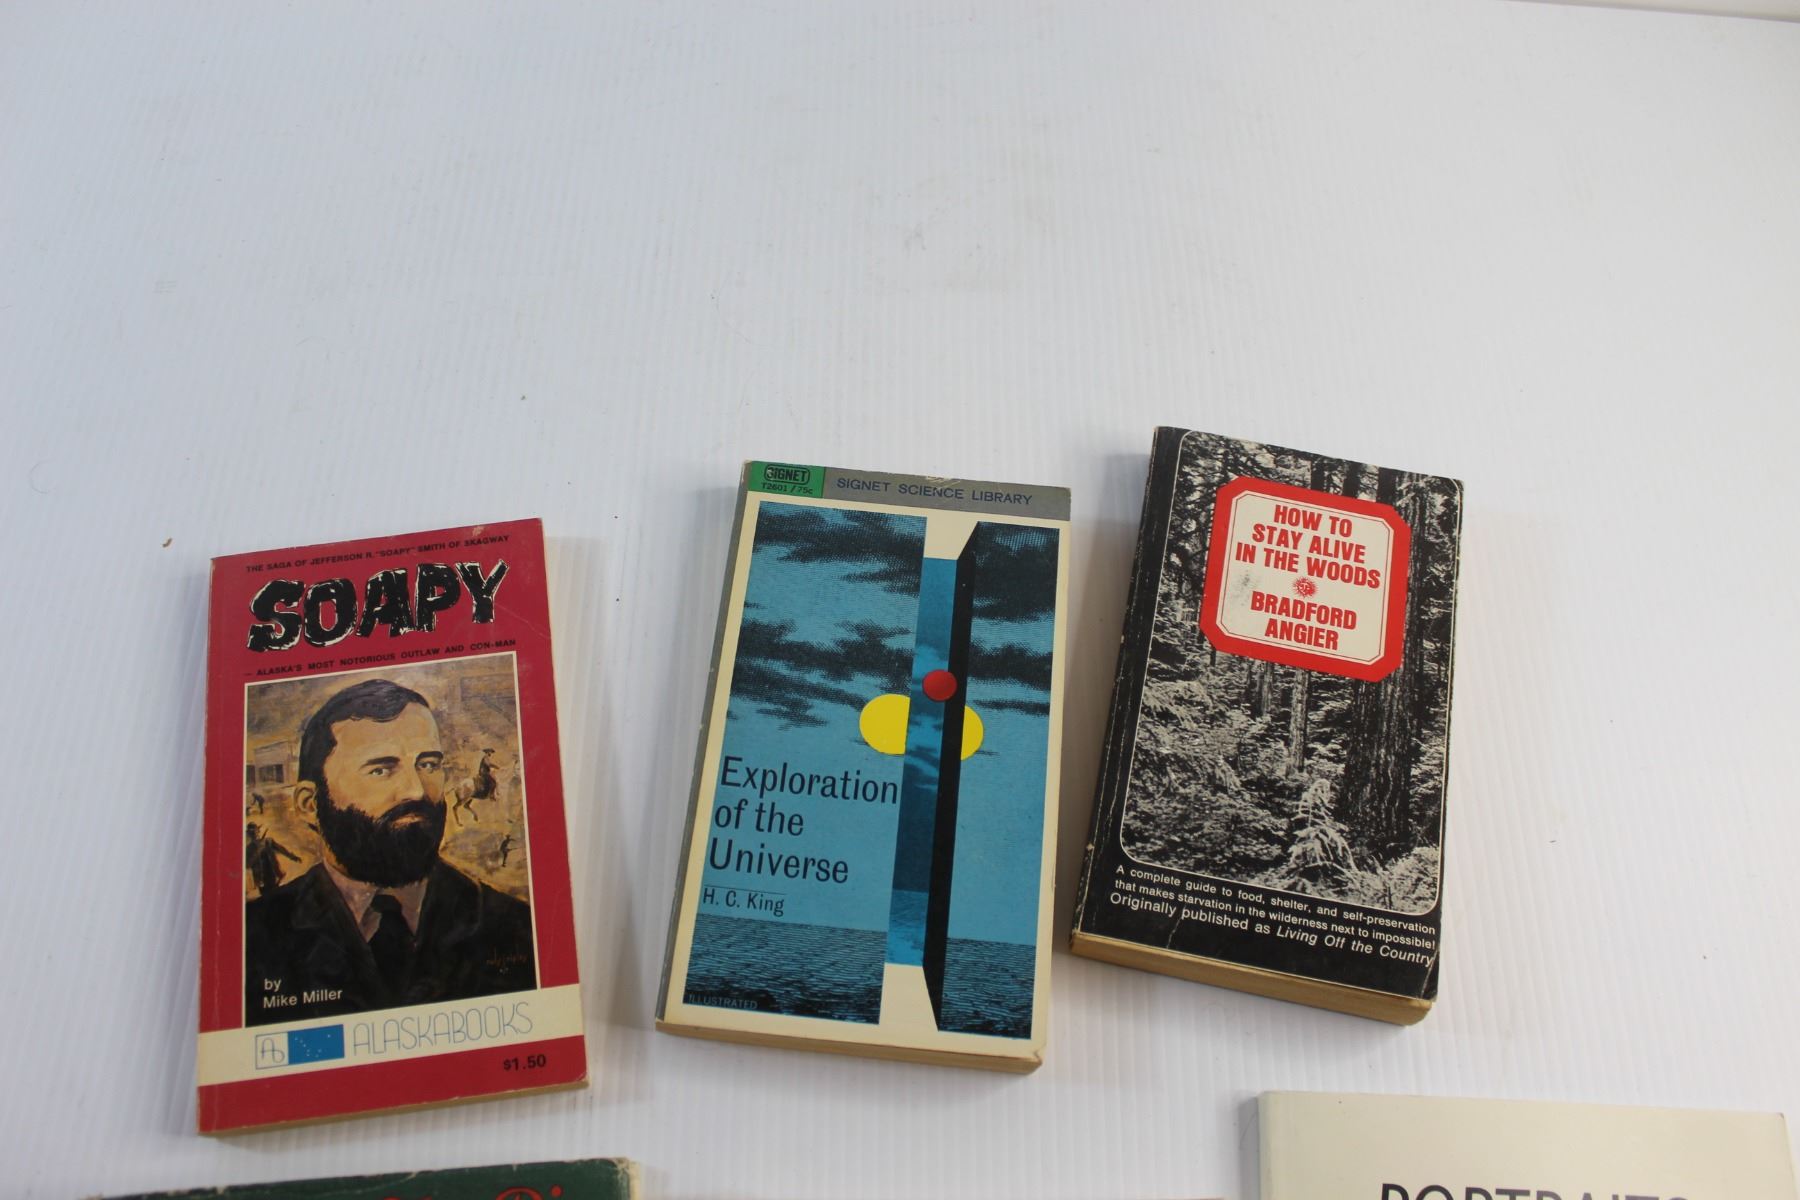 THE SAGA OF JEFFERSON R. "SOAPY" SMITH OF SKAGWAY
SOAPY
— ALASKA'S MOST NOTORIOUS OUTLAW AND CON-MAN
by
Mike Miller
AB
ALASKABOOKS
$1.50
SIGNET
T2601/75c
SIGNET SCIENCE LIBRARY
Exploration
of the
Universe
H. C. King
ILLUSTRATED
HOW TO
STAY ALIVE
IN THE WOODS
BRADFORD
ANGIER
A complete guide to food, shelter, and self-preservation
that makes starvation in the wilderness next to impossible!
Originally published as Living Off the Country
PORTRAITS